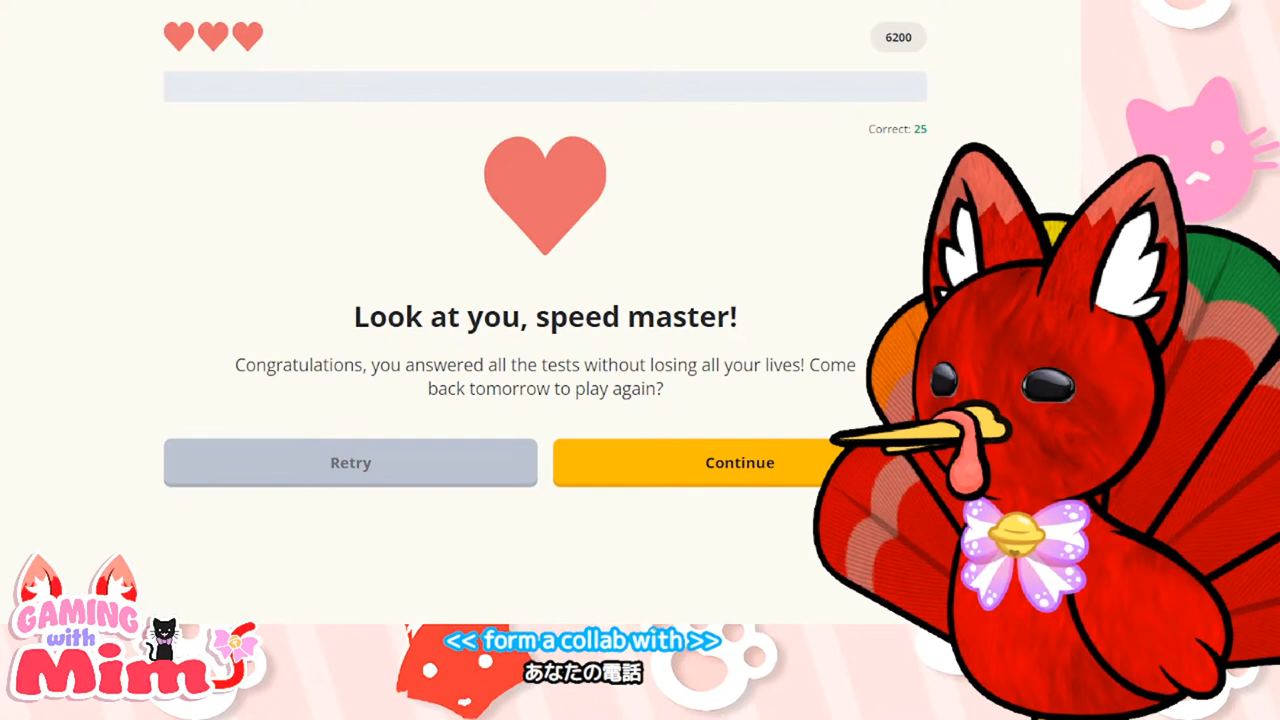 6200
Correct: 25
Look at you, speed master!
Congratulations, you answered all the tests without losing all your lives! Come
back tomorrow to play again?
Retry
Continue
GAMING
with
Mim
<< form a collab with >>
あなたの電話